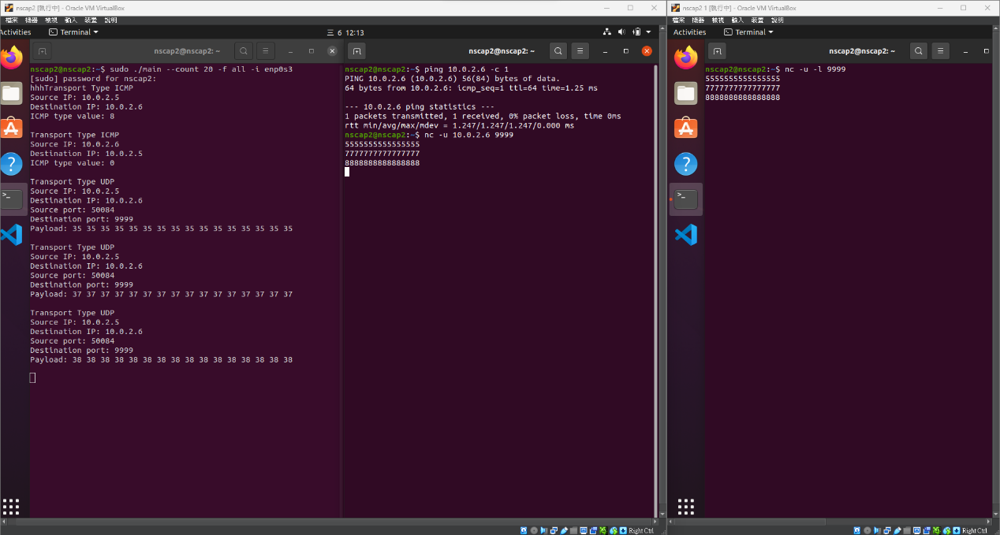 nscap2 [執行中] - Oracle VM VirtualBox
檔案 機器 檢視 輸入 裝置 說明
Activities Terminal 三 6 12:13
nscap2@nscap2: ~
nscap2@nscap2:~$ sudo ./main --count 20 -f all -i enp0s3
[sudo] password for nscap2:
hhhTransport Type ICMP
Source IP: 10.0.2.5
Destination IP: 10.0.2.6
ICMP type value: 8
Transport Type ICMP
Source IP: 10.0.2.6
Destination IP: 10.0.2.5
ICMP type value: 0
Transport Type UDP
Source IP: 10.0.2.5
Destination IP: 10.0.2.6
Source port: 50084
Destination port: 9999
Payload: 35 35 35 35 35 35 35 35 35 35 35 35 35 35 35 35
Transport Type UDP
Source IP: 10.0.2.5
Destination IP: 10.0.2.6
Source port: 50084
Destination port: 9999
Payload: 37 37 37 37 37 37 37 37 37 37 37 37 37 37 37 37
Transport Type UDP
Source IP: 10.0.2.5
Destination IP: 10.0.2.6
Source port: 50084
Destination port: 9999
Payload: 38 38 38 38 38 38 38 38 38 38 38 38 38 38 38 38
nscap2@nscap2: ~
nscap2@nscap2:~$ ping 10.0.2.6 -c 1
PING 10.0.2.6 (10.0.2.6) 56(84) bytes of data.
64 bytes from 10.0.2.6: icmp_seq=1 ttl=64 time=1.25 ms
--- 10.0.2.6 ping statistics ---
1 packets transmitted, 1 received, 0% packet loss, time 0ms
rtt min/avg/max/mdev = 1.247/1.247/1.247/0.000 ms
nscap2@nscap2:~$ nc -u 10.0.2.6 9999
5555555555555555
7777777777777777
8888888888888888
Right Ctrl
nscap2 1 [執行中] - Oracle VM VirtualBox
檔案 機器 檢視 輸入 裝置 說明
Activities Terminal
nscap2@nscap2: ~
nscap2@nscap2:~$ nc -u -l 9999
5555555555555555
7777777777777777
8888888888888888
Right Ctrl